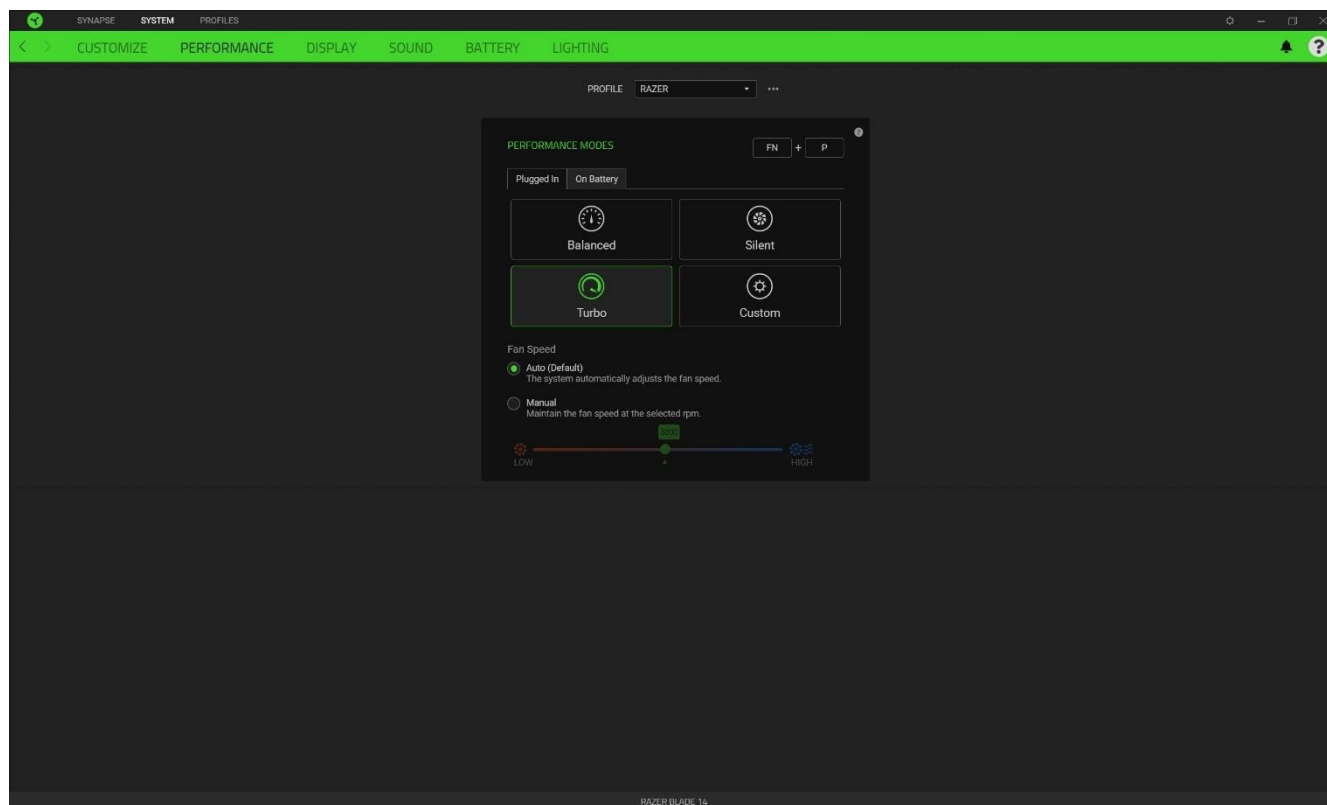 SYNAPSE SYSTEM PROFILES
CUSTOMIZE PERFORMANCE DISPLAY SOUND BATTERY LIGHTING ?
PROFILE RAZER
PERFORMANCE MODES FN + P ?
Plugged In On Battery
Balanced Silent
Turbo Custom
Fan Speed
Auto (Default)
The system automatically adjusts the fan speed.
Manual
Maintain the fan speed at the selected rpm.
LOW HIGH
RAZER BLADE 14